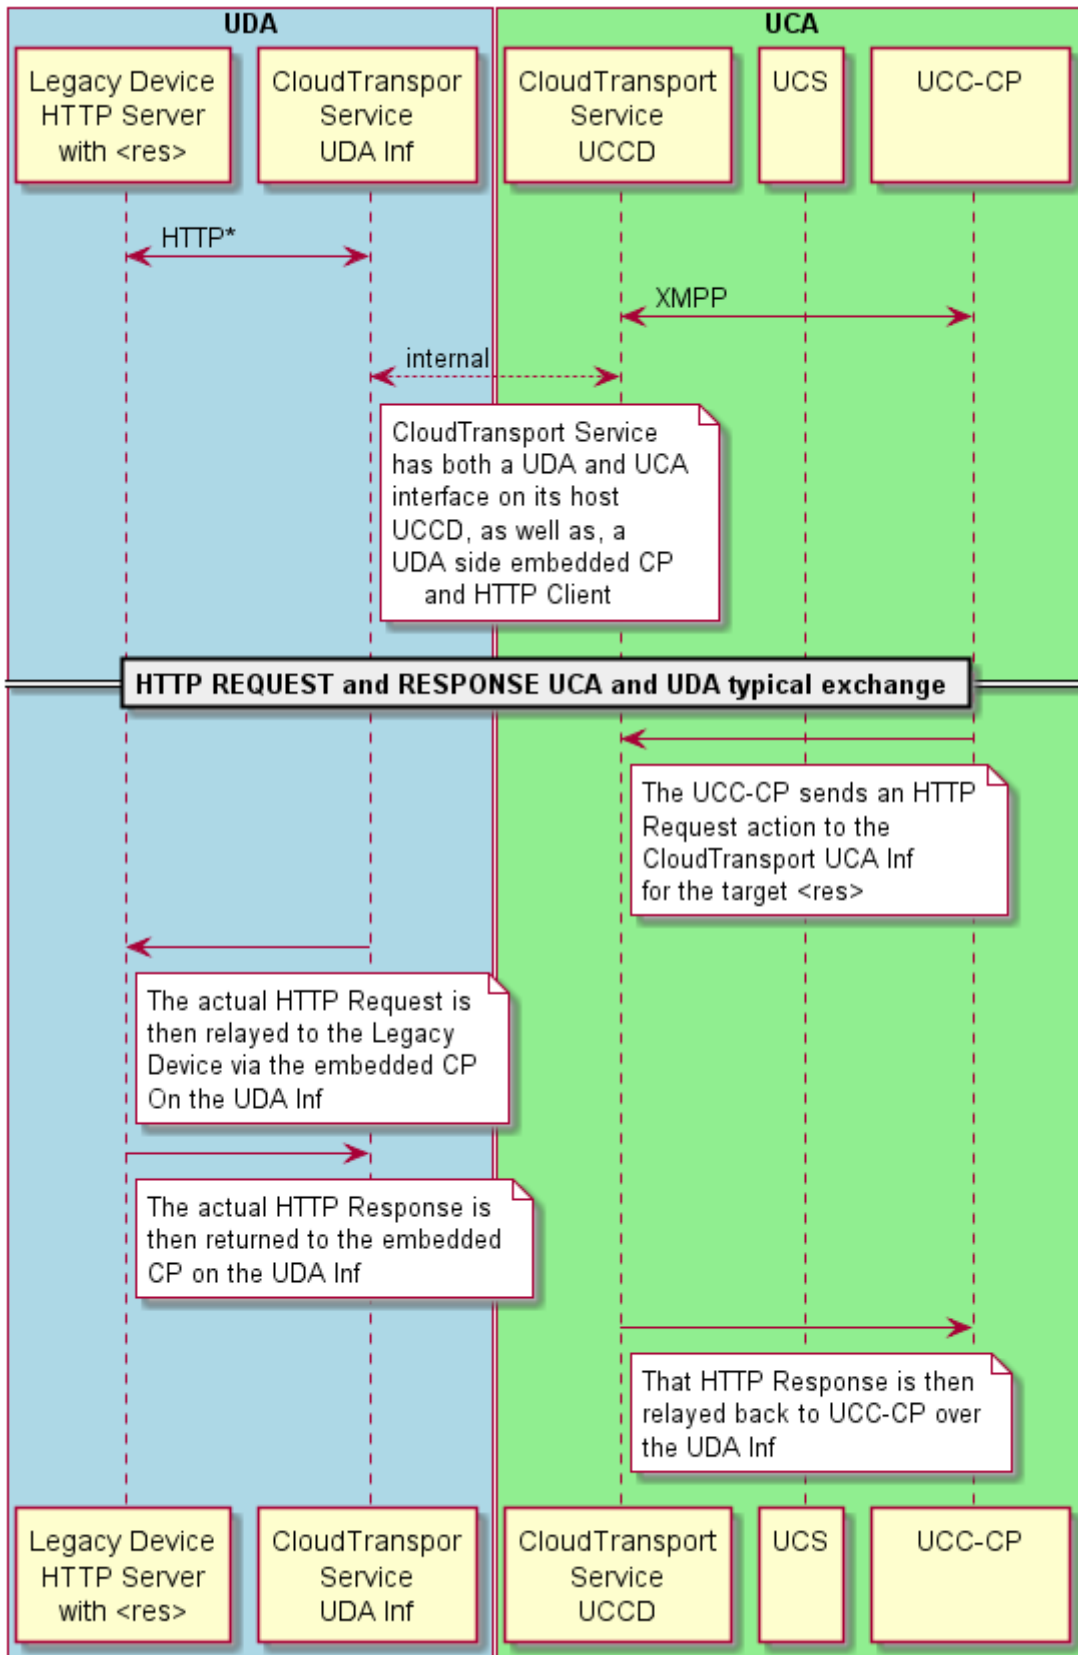 UDA
UCA
Legacy Device
HTTP Server
with <res>
CloudTranspor
Service
UDA Inf
CloudTransport
Service
UCCD
UCS
UCC-CP
HTTP*
XMPP
internal
CloudTransport Service
has both a UDA and UCA
interface on its host
UCCD, as well as, a
UDA side embedded CP
and HTTP Client
HTTP REQUEST and RESPONSE UCA and UDA typical exchange
The UCC-CP sends an HTTP
Request action to the
CloudTransport UCA Inf
for the target <res>
The actual HTTP Request is
then relayed to the Legacy
Device via the embedded CP
On the UDA Inf
The actual HTTP Response is
then returned to the embedded
CP on the UDA Inf
That HTTP Response is then
relayed back to UCC-CP over
the UDA Inf
Legacy Device
HTTP Server
with <res>
CloudTranspor
Service
UDA Inf
CloudTransport
Service
UCCD
UCS
UCC-CP